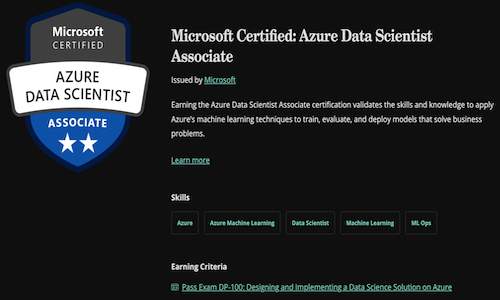 Microsoft
CERTIFIED
AZURE
DATA SCIENTIST
ASSOCIATE
Microsoft Certified: Azure Data Scientist
Associate
Issued by Microsoft
Earning the Azure Data Scientist Associate certification validates the skills and knowledge to apply
Azure's machine learning techniques to train, evaluate, and deploy models that solve business
problems.
Learn more
Skills
Azure
Azure Machine Learning
Data Scientist
Machine Learning
ML Ops
Earning Criteria
Pass Exam DP-100: Designing and Implementing a Data Science Solution on Azure